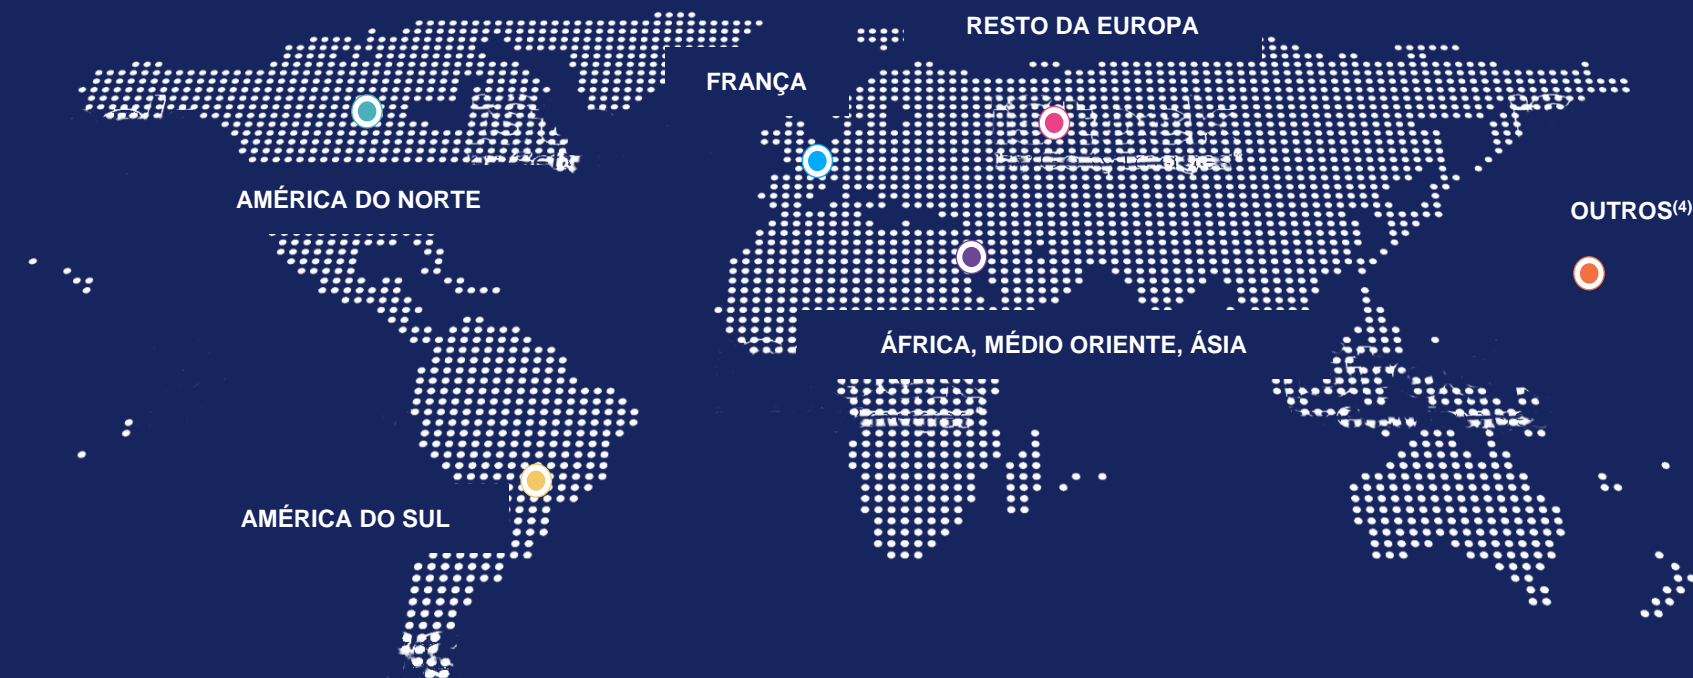 RESTO DA EUROPA
FRANÇA
AMÉRICA DO NORTE
OUTROS(4)
ÁFRICA, MÉDIO ORIENTE, ÁSIA
AMÉRICA DO SUL